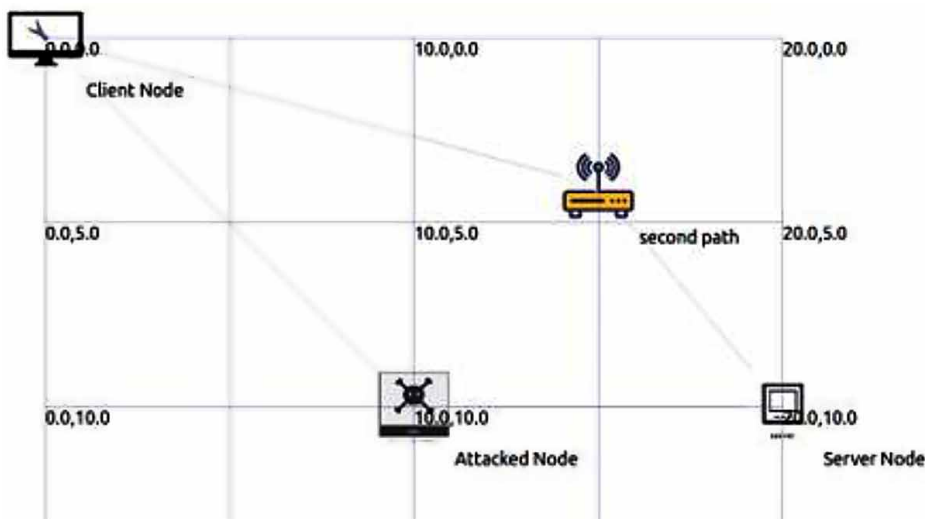 0.0,0.0
10.0,0.0
20.0,0.0
Client Node
0.0,5.0
10.0,5.0
second path
20.0,5.0
0.0,10.0
10.0,10.0
20.0,10.0
Attacked Node
Server Node